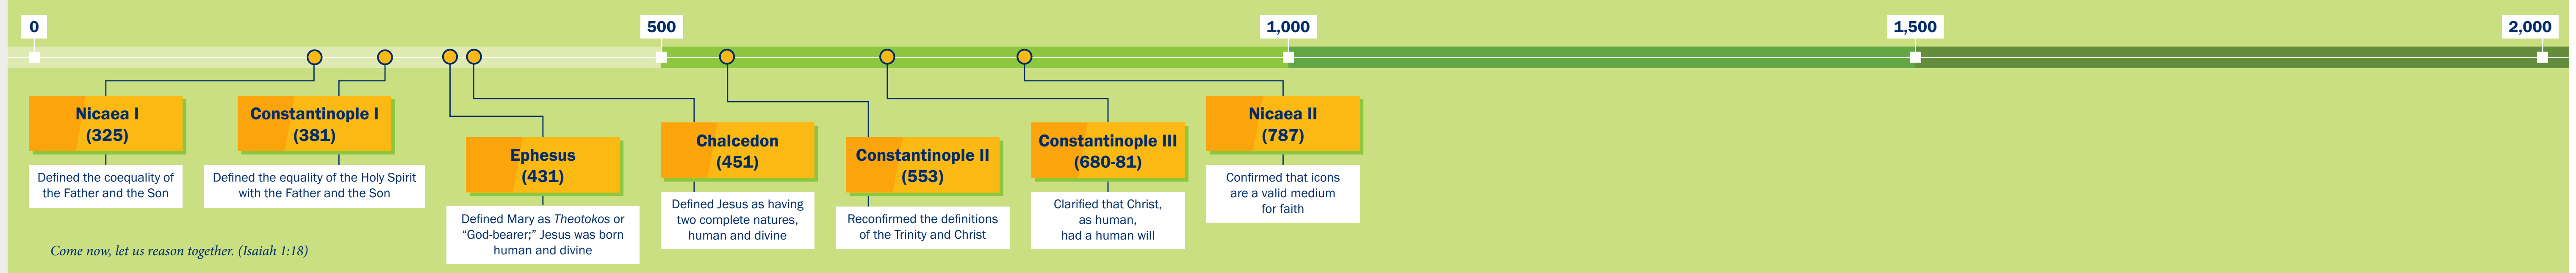 0
500
1,000
1,500
2,000
Nicaea I
(325)
Defined the coequality of
the Father and the Son
Constantinople I
(381)
Defined the equality of the Holy Spirit
with the Father and the Son
Ephesus
(431)
Defined Mary as Theotokos or
“God-bearer;” Jesus was born
human and divine
Chalcedon
(451)
Defined Jesus as having
two complete natures,
human and divine
Constantinople II
(553)
Reconfirmed the definitions
of the Trinity and Christ
Constantinople III
(680-81)
Clarified that Christ,
as human,
had a human will
Nicaea II
(787)
Confirmed that icons
are a valid medium
for faith
Come now, let us reason together. (Isaiah 1:18)